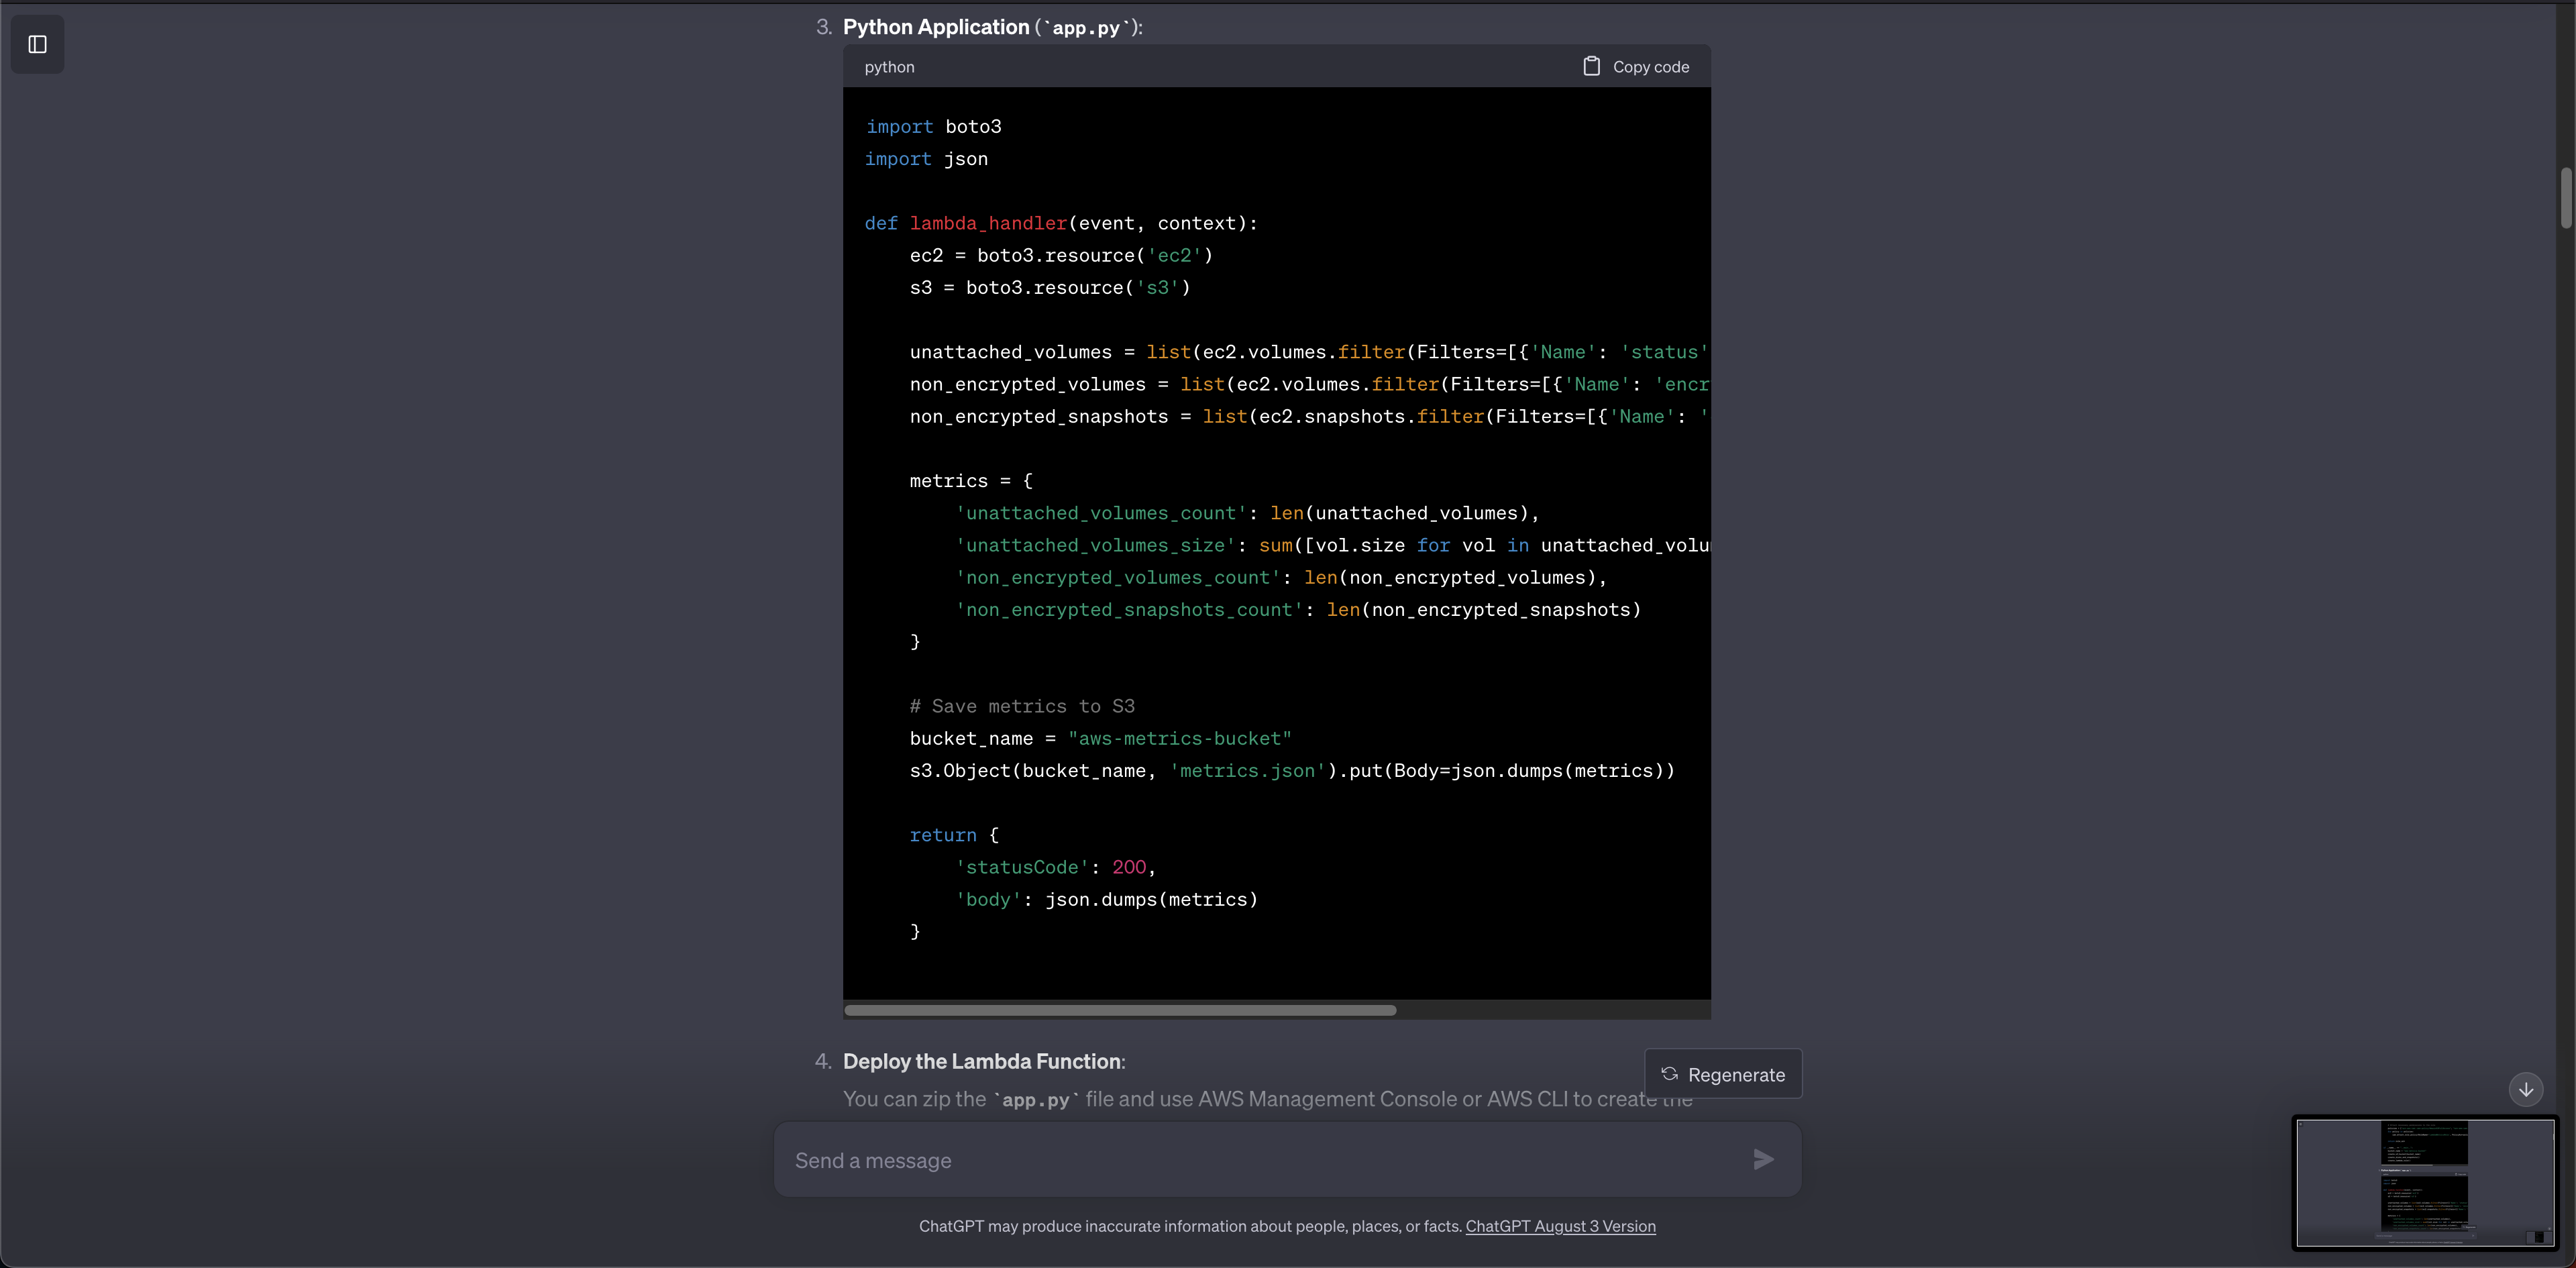 3. Python Application (`app.py`):
python
Copy code
import boto3
import json
def lambda_handler(event, context):
    ec2 = boto3.resource('ec2')
    s3 = boto3.resource('s3')
    unattached_volumes = list(ec2.volumes.filter(Filters=[{'Name': 'status'
    non_encrypted_volumes = list(ec2.volumes.filter(Filters=[{'Name': 'encr
    non_encrypted_snapshots = list(ec2.snapshots.filter(Filters=[{'Name': '
    metrics = {
        'unattached_volumes_count': len(unattached_volumes),
        'unattached_volumes_size': sum([vol.size for vol in unattached_volu
        'non_encrypted_volumes_count': len(non_encrypted_volumes),
        'non_encrypted_snapshots_count': len(non_encrypted_snapshots)
    }
    # Save metrics to S3
    bucket_name = "aws-metrics-bucket"
    s3.Object(bucket_name, 'metrics.json').put(Body=json.dumps(metrics))
    return {
        'statusCode': 200,
        'body': json.dumps(metrics)
    }
4. Deploy the Lambda Function:
You can zip the `app.py` file and use AWS Management Console or AWS CLI to create the
Regenerate
Send a message
ChatGPT may produce inaccurate information about people, places, or facts. ChatGPT August 3 Version